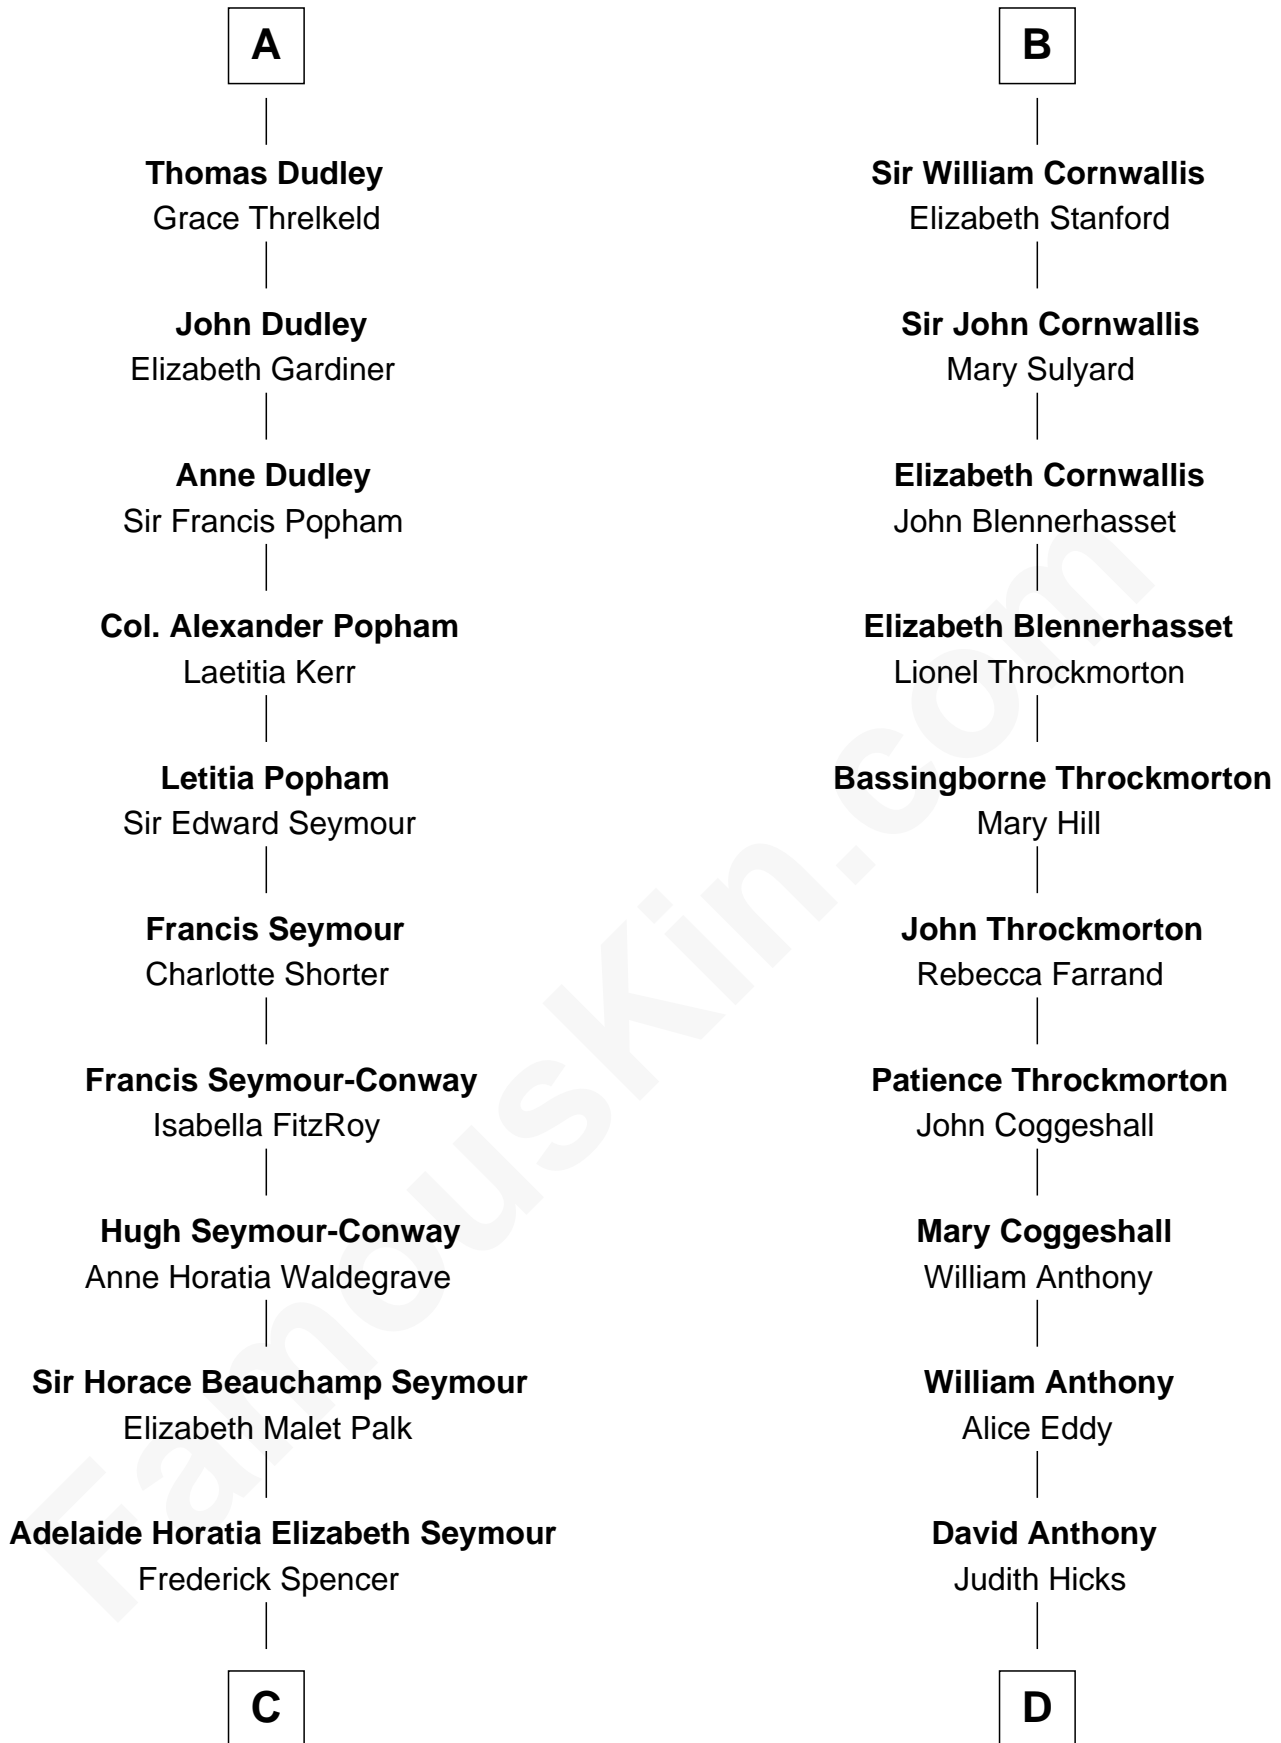 A
Thomas Dudley
Grace Threlkeld
John Dudley
Elizabeth Gardiner
Anne Dudley
Sir Francis Popham
Col. Alexander Popham
Laetitia Kerr
Letitia Popham
Sir Edward Seymour
Francis Seymour
Charlotte Shorter
Francis Seymour-Conway
Isabella FitzRoy
Hugh Seymour-Conway
Anne Horatia Waldegrave
Sir Horace Beauchamp Seymour
Elizabeth Malet Palk
Adelaide Horatia Elizabeth Seymour
Frederick Spencer
C
B
Sir William Cornwallis
Elizabeth Stanford
Sir John Cornwallis
Mary Sulyard
Elizabeth Cornwallis
John Blennerhasset
Elizabeth Blennerhasset
Lionel Throckmorton
Bassingborne Throckmorton
Mary Hill
John Throckmorton
Rebecca Farrand
Patience Throckmorton
John Coggeshall
Mary Coggeshall
William Anthony
William Anthony
Alice Eddy
David Anthony
Judith Hicks
D
FamousKin.com